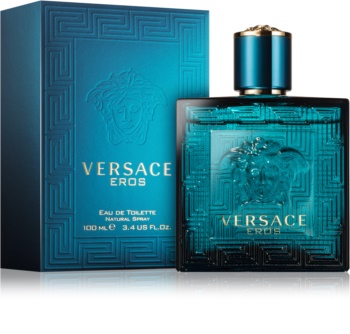 VERSACE
EROS
EAU DE TOILETTE
NATURAL SPRAY
100 ML ℮ 3.4 US FL.OZ.
VERSACE
EROS